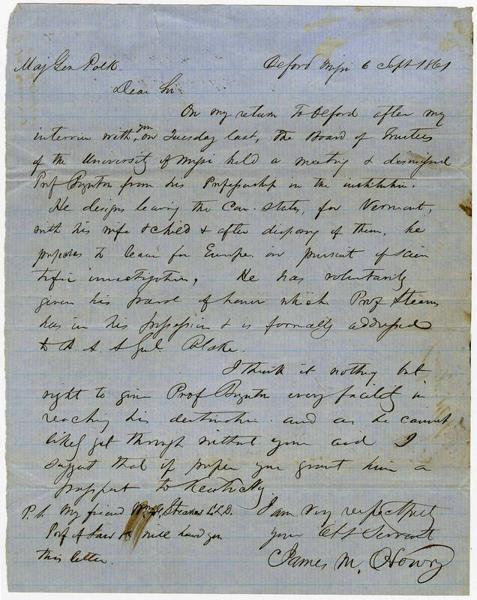 Oxford Mpi 6 Sept 1861
Maj Gen Polk
Dear Sir
On my return to Oxford after my
interview with you on Tuesday last, the Board of Trustees
of the University of Mpi held a meeting & dismissed
Prof Boynton from his Professorship in the institution.
He designs leaving the Con. States, for Vermont,
with his wife & child & after disposing of them, he
proposes to leave for Europe in pursuit of scien
tific investigation. He has voluntarily
given his parol of honor which Prof Stearns
has in his possession & is formally addressed
to A A A Genl Blake
I think it nothing but
right to give Prof Boynton every facility in
reaching his destination and as he cannot
likely get through without your aid I
suggest that if proper you grant him a
passport to Kentucky
I am very respectfully
your Obt Servant
James M. Howry
P.S. My friend Wm F. Stearns L.L.D.
Prof of Law will hand you
this letter.